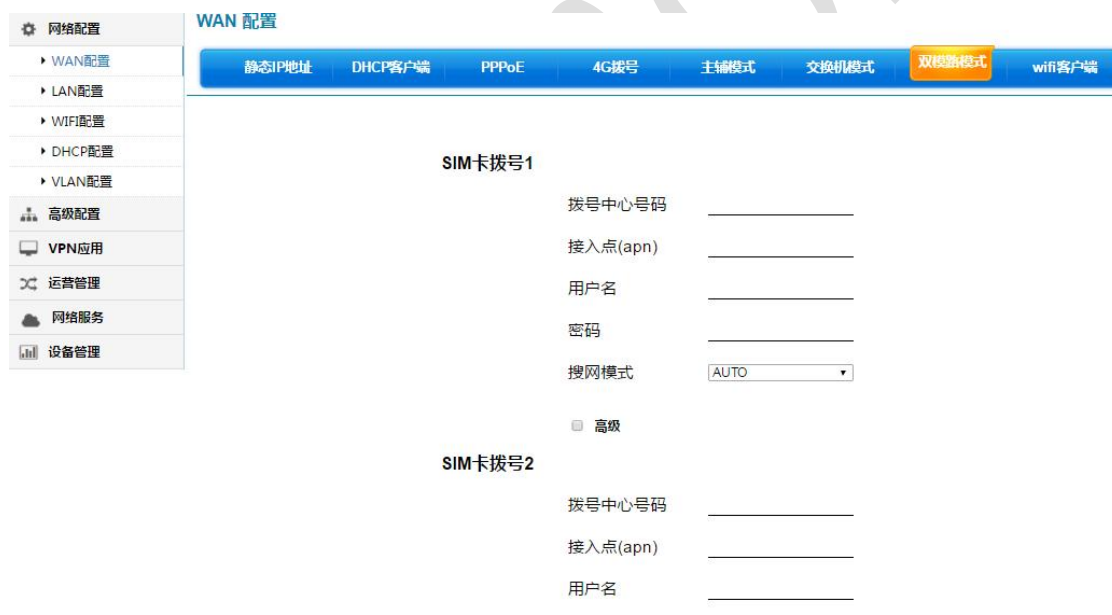 网络配置
WAN配置
LAN配置
WIFI配置
DHCP配置
VLAN配置
高级配置
VPN应用
运营管理
网络服务
设备管理
WAN 配置
静态IP地址 DHCP客户端 PPPoE 4G拨号 主辅模式 交换机模式 双模路模式 wifi客户端
SIM卡拨号1
拨号中心号码
接入点(apn)
用户名
密码
搜网模式 AUTO
高级
SIM卡拨号2
拨号中心号码
接入点(apn)
用户名